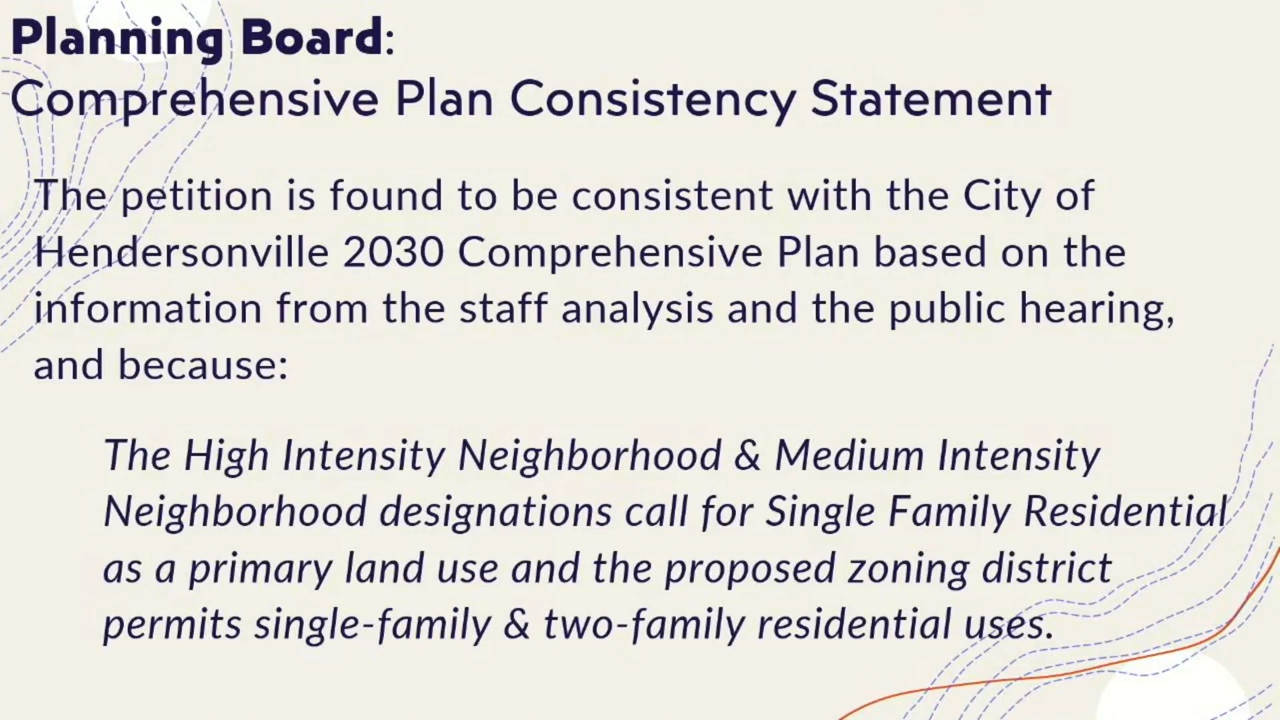 Planning Board:
Comprehensive Plan Consistency Statement
The petition is found to be consistent with the City of
Hendersonville 2030 Comprehensive Plan based on the
information from the staff analysis and the public hearing,
and because:
The High Intensity Neighborhood & Medium Intensity
Neighborhood designations call for Single Family Residential
as a primary land use and the proposed zoning district
permits single-family & two-family residential uses.